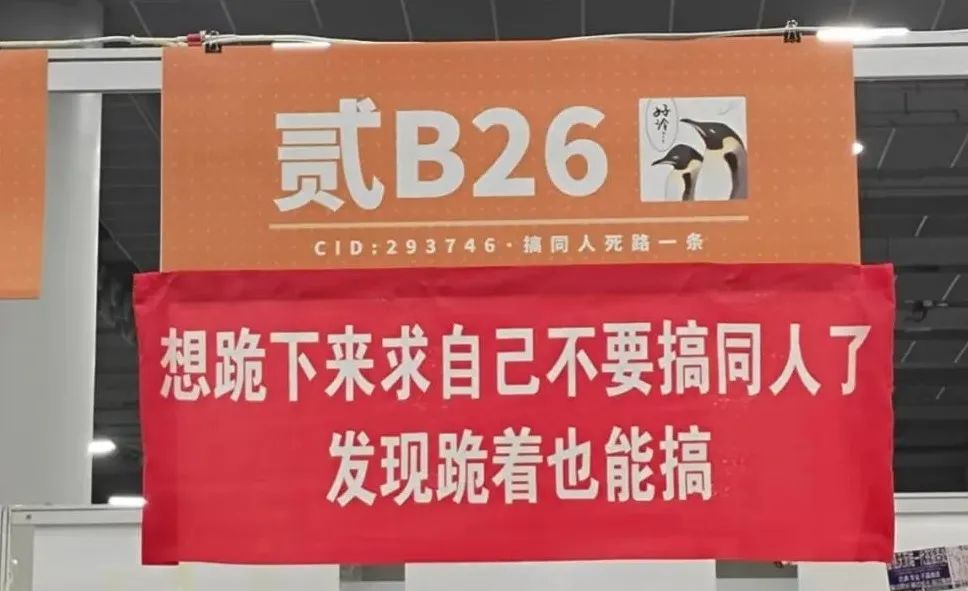 贰B26
好冷…
CID:293746·搞同人死路一条
想跪下来求自己不要搞同人了
发现跪着也能搞